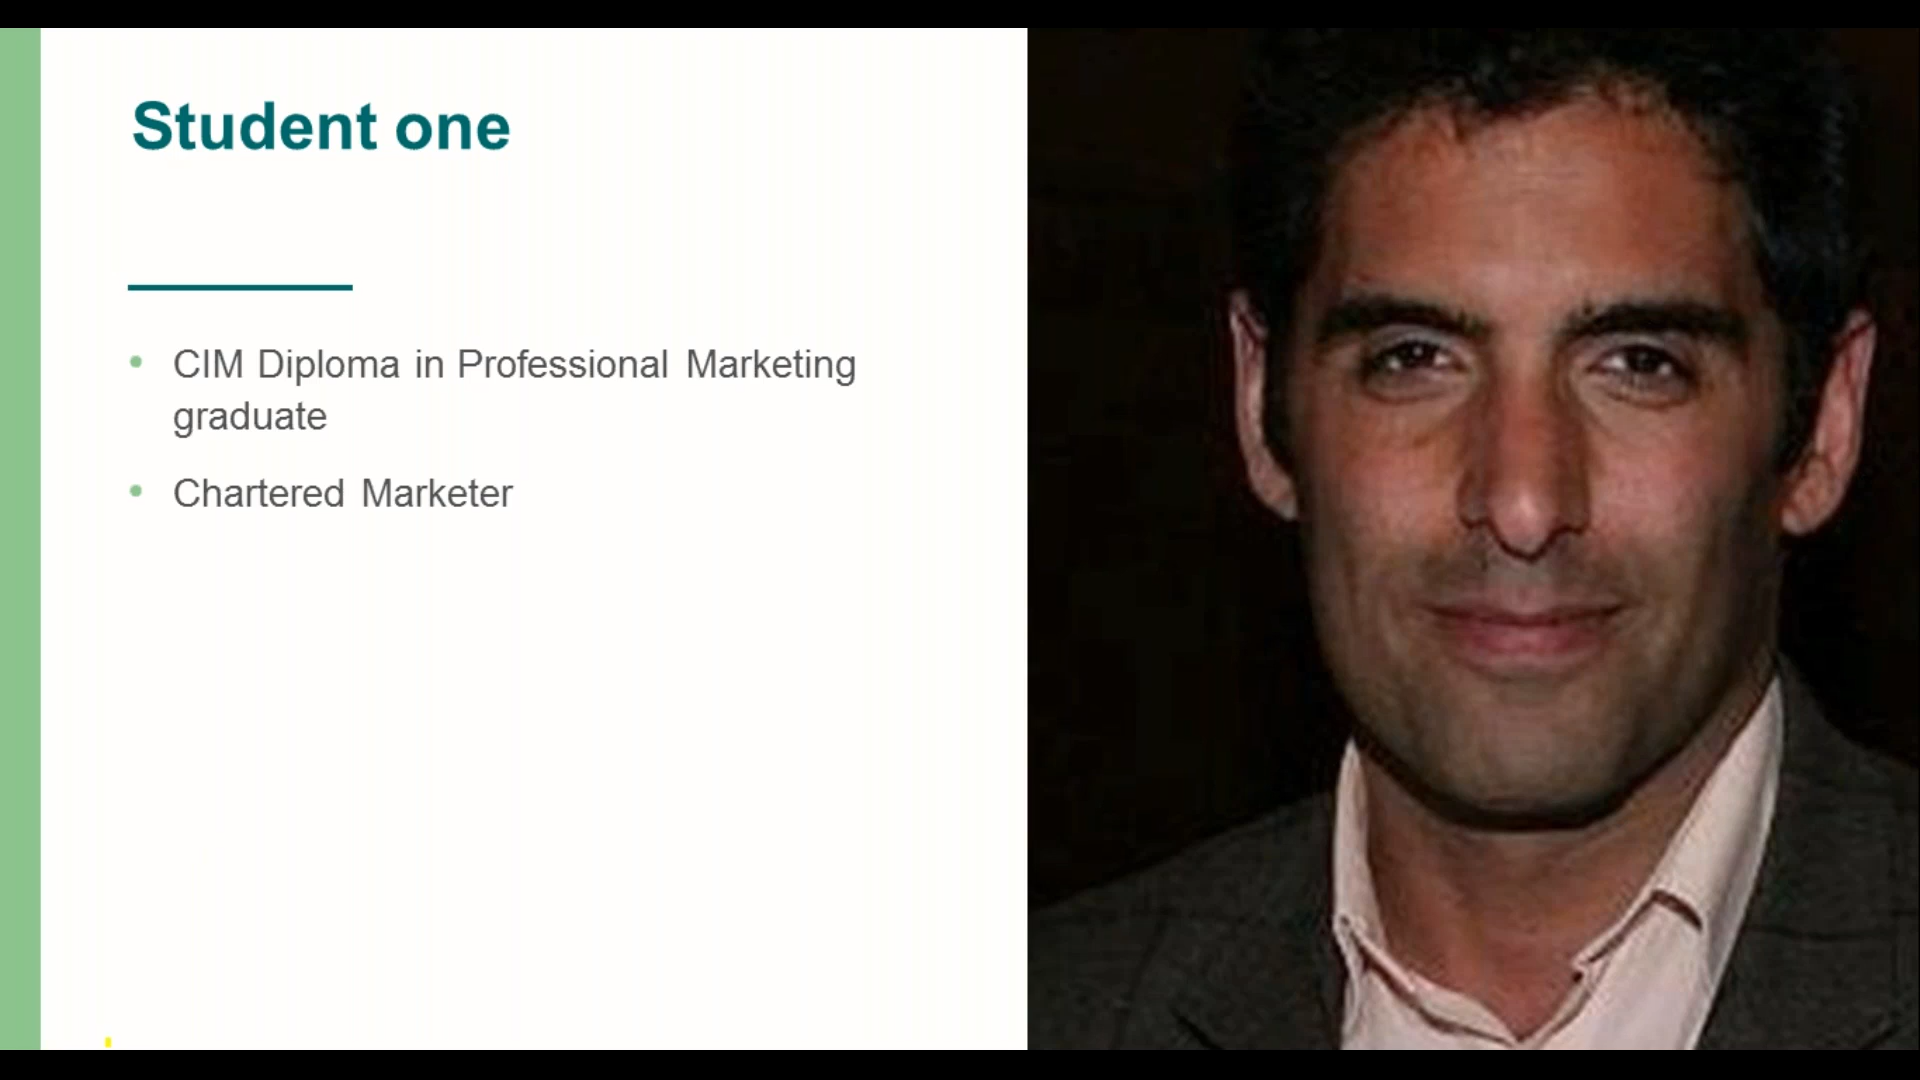 Student one
• CIM Diploma in Professional Marketing
graduate
• Chartered Marketer